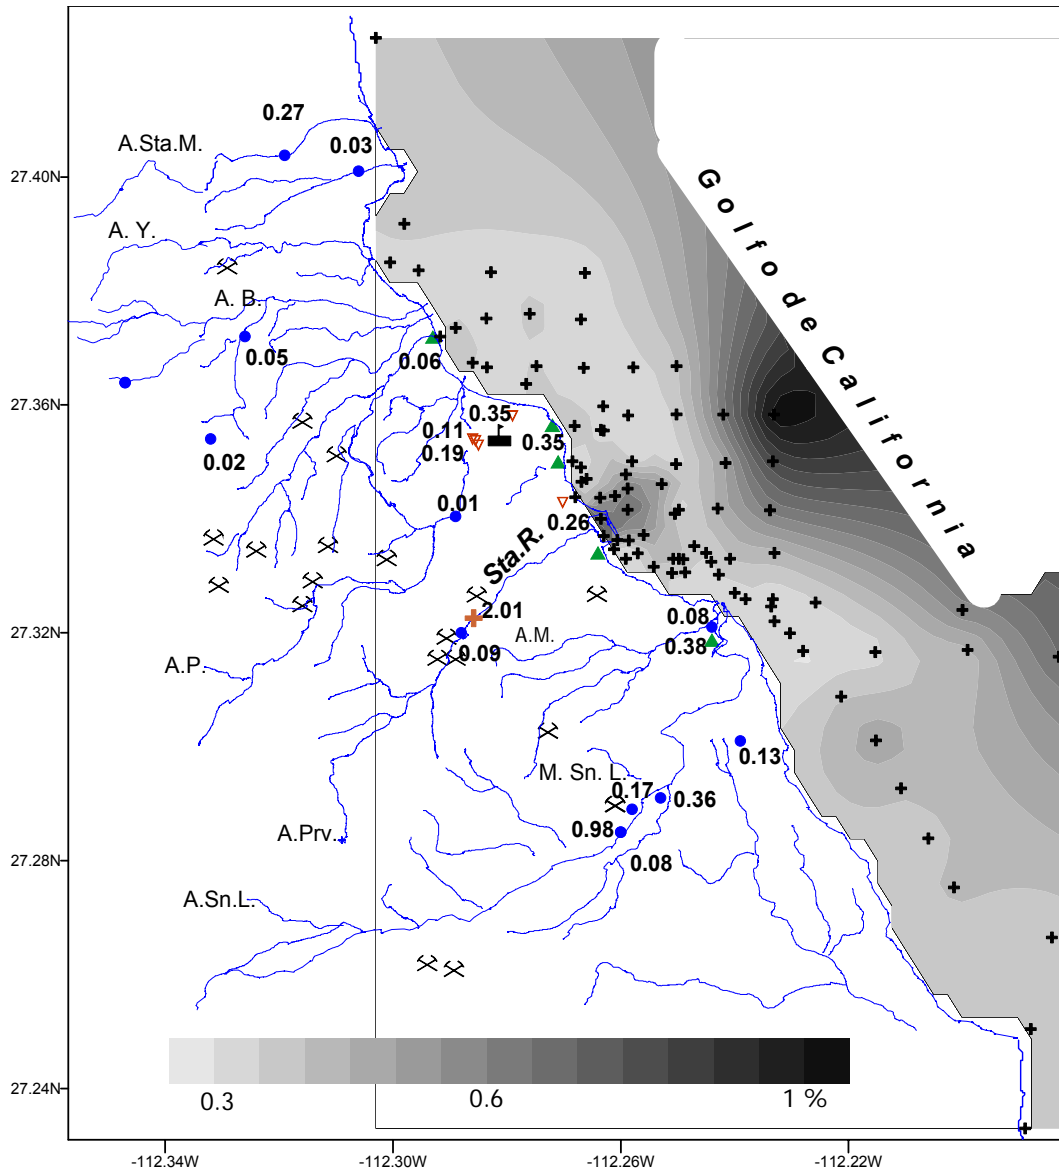 0.27
A.Sta.M.
0.03
27.40N
Golfo de California
A. Y.
A. B.
0.05
0.06
27.36N
0.35
0.11
0.35
0.19
0.02
0.01
0.26
Sta.R.
2.01
0.08
27.32N
A.M.
0.38
0.09
A.P.
0.13
M. Sn. L.
0.17
0.36
0.98
A.Prv.
27.28N
0.08
A.Sn.L.
27.24N
0.3
0.6
1 %
-112.34W
-112.30W
-112.26W
-112.22W